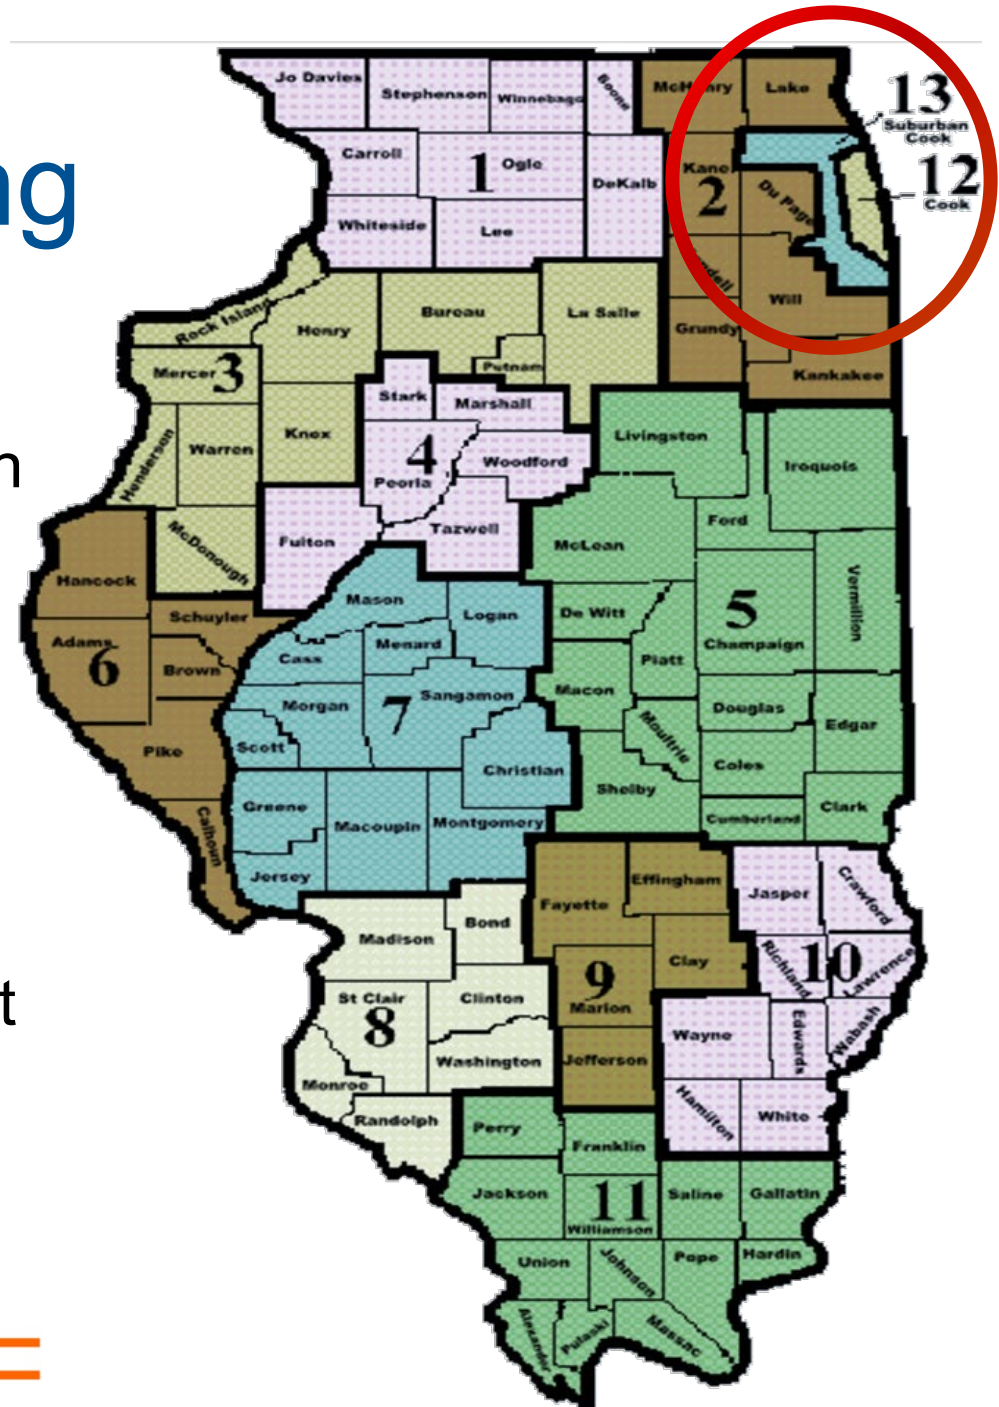 ng
n
t
Jo Davies
Stephenson
Winnebago
Boone
McHenry
Lake
13
Suburban
Cook
Carroll
1
Ogle
DeKalb
Kane
2
Du Page
12
Cook
Whiteside
Lee
ndell
Will
Rock Island
Henry
Bureau
La Salle
Grundy
Putnam
Kankakee
Mercer
3
Stark
Marshall
Henderson
Warren
Knox
4
Peoria
Woodford
Livingston
Iroquois
McDonough
Fulton
Tazwell
McLean
Ford
Vermillion
Hancock
Schuyler
Mason
Logan
De Witt
5
Champaign
Adams
6
Brown
Cass
Menard
Piatt
Macon
Morgan
7
Sangamon
Moultrie
Douglas
Edgar
Pike
Scott
Christian
Shelby
Coles
Calhoun
Greene
Macoupin
Montgomery
Cumberland
Clark
Jersey
Fayette
Effingham
Jasper
Crawford
Madison
Bond
Clay
Richland
10
Lawrence
St Clair
8
Clinton
9
Marion
Wayne
Edwards
Wabash
Monroe
Washington
Jefferson
Randolph
Hamilton
White
Perry
Franklin
Jackson
11
Williamson
Saline
Gallatin
Union
Johnson
Pope
Hardin
Alexander
Pulaski
Massac